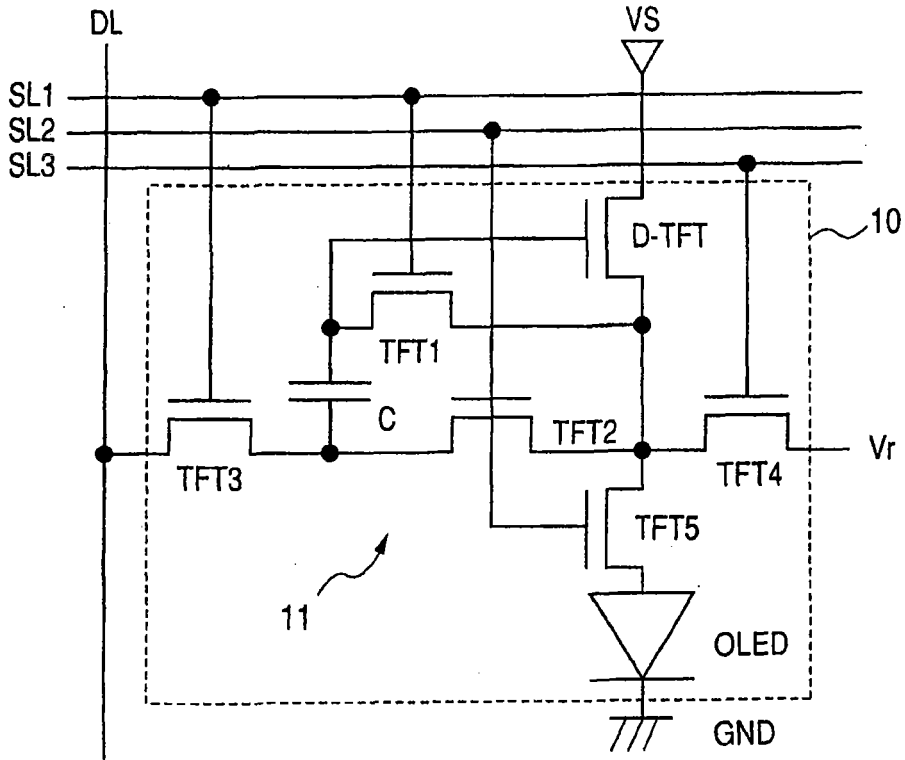 DL
VS
SL1
SL2
SL3
D-TFT
10
TFT1
C
TFT2
TFT3
TFT4
Vr
TFT5
11
OLED
GND